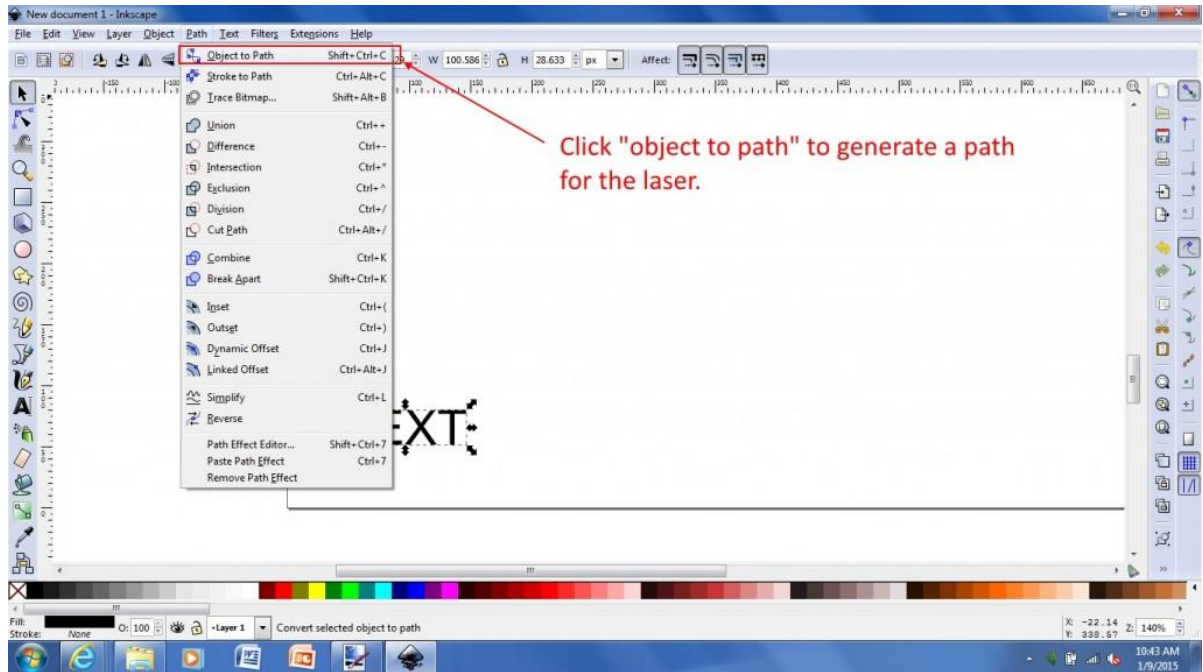 New document 1 - Inkscape
File Edit View Layer Object Path Text Filters Extensions Help
W 100.586 H 28.633 px Affect:
Object to Path Shift+Ctrl+C
Stroke to Path Ctrl+Alt+C
Trace Bitmap... Shift+Alt+B
Union Ctrl++
Difference Ctrl+-
Intersection Ctrl+*
Exclusion Ctrl+^
Division Ctrl+/
Cut Path Ctrl+Alt+/
Combine Ctrl+K
Break Apart Shift+Ctrl+K
Inset Ctrl+(
Outset Ctrl+)
Dynamic Offset Ctrl+J
Linked Offset Ctrl+Alt+J
Simplify Ctrl+L
Reverse
Path Effect Editor... Shift+Ctrl+7
Paste Path Effect Ctrl+7
Remove Path Effect
Click "object to path" to generate a path
for the laser.
EXT
Fill:
Stroke: None
O: 100 -Layer 1 Convert selected object to path
X: -22.14
Y: 338.57
Z: 140%
10:43 AM
1/9/2015